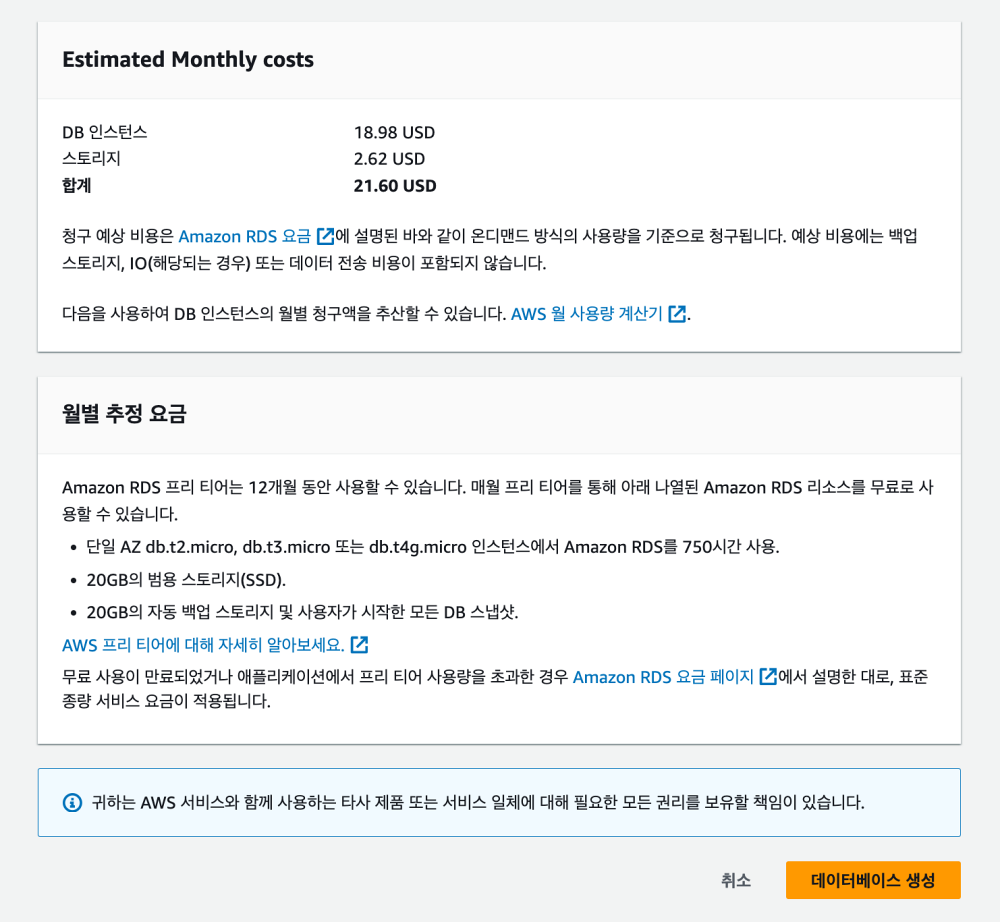 Estimated Monthly costs
DB 인스턴스 18.98 USD
스토리지 2.62 USD
합계 21.60 USD
청구 예상 비용은 Amazon RDS 요금 에 설명된 바와 같이 온디맨드 방식의 사용량을 기준으로 청구됩니다. 예상 비용에는 백업
스토리지, IO(해당되는 경우) 또는 데이터 전송 비용이 포함되지 않습니다.
다음을 사용하여 DB 인스턴스의 월별 청구액을 추산할 수 있습니다. AWS 월 사용량 계산기 .
월별 추정 요금
Amazon RDS 프리 티어는 12개월 동안 사용할 수 있습니다. 매월 프리 티어를 통해 아래 나열된 Amazon RDS 리소스를 무료로 사
용할 수 있습니다.
• 단일 AZ db.t2.micro, db.t3.micro 또는 db.t4g.micro 인스턴스에서 Amazon RDS를 750시간 사용.
• 20GB의 범용 스토리지(SSD).
• 20GB의 자동 백업 스토리지 및 사용자가 시작한 모든 DB 스냅샷.
AWS 프리 티어에 대해 자세히 알아보세요.
무료 사용이 만료되었거나 애플리케이션에서 프리 티어 사용량을 초과한 경우 Amazon RDS 요금 페이지 에서 설명한 대로, 표준
종량 서비스 요금이 적용됩니다.
귀하는 AWS 서비스와 함께 사용하는 타사 제품 또는 서비스 일체에 대해 필요한 모든 권리를 보유할 책임이 있습니다.
취소 데이터베이스 생성